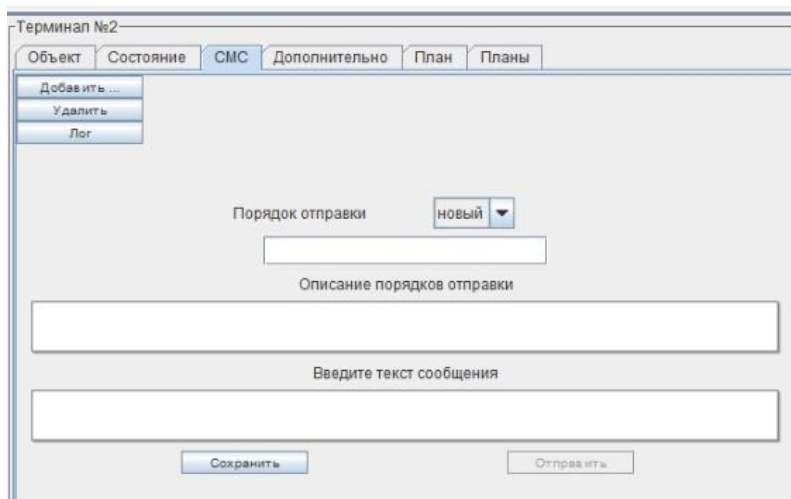 Терминал №2
Объект Состояние СМС Дополнительно План Планы
Добавить ...
Удалить
Лог
Порядок отправки новый
Описание порядков отправки
Введите текст сообщения
Сохранить Отправить